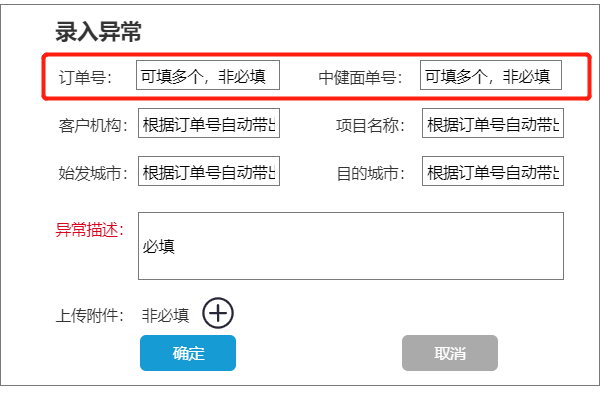 录入异常
订单号： 可填多个，非必填 中健面单号： 可填多个，非必填
客户机构： 根据订单号自动带出 项目名称： 根据订单号自动带出
始发城市： 根据订单号自动带出 目的城市： 根据订单号自动带出
异常描述： 必填
上传附件： 非必填
确定 取消